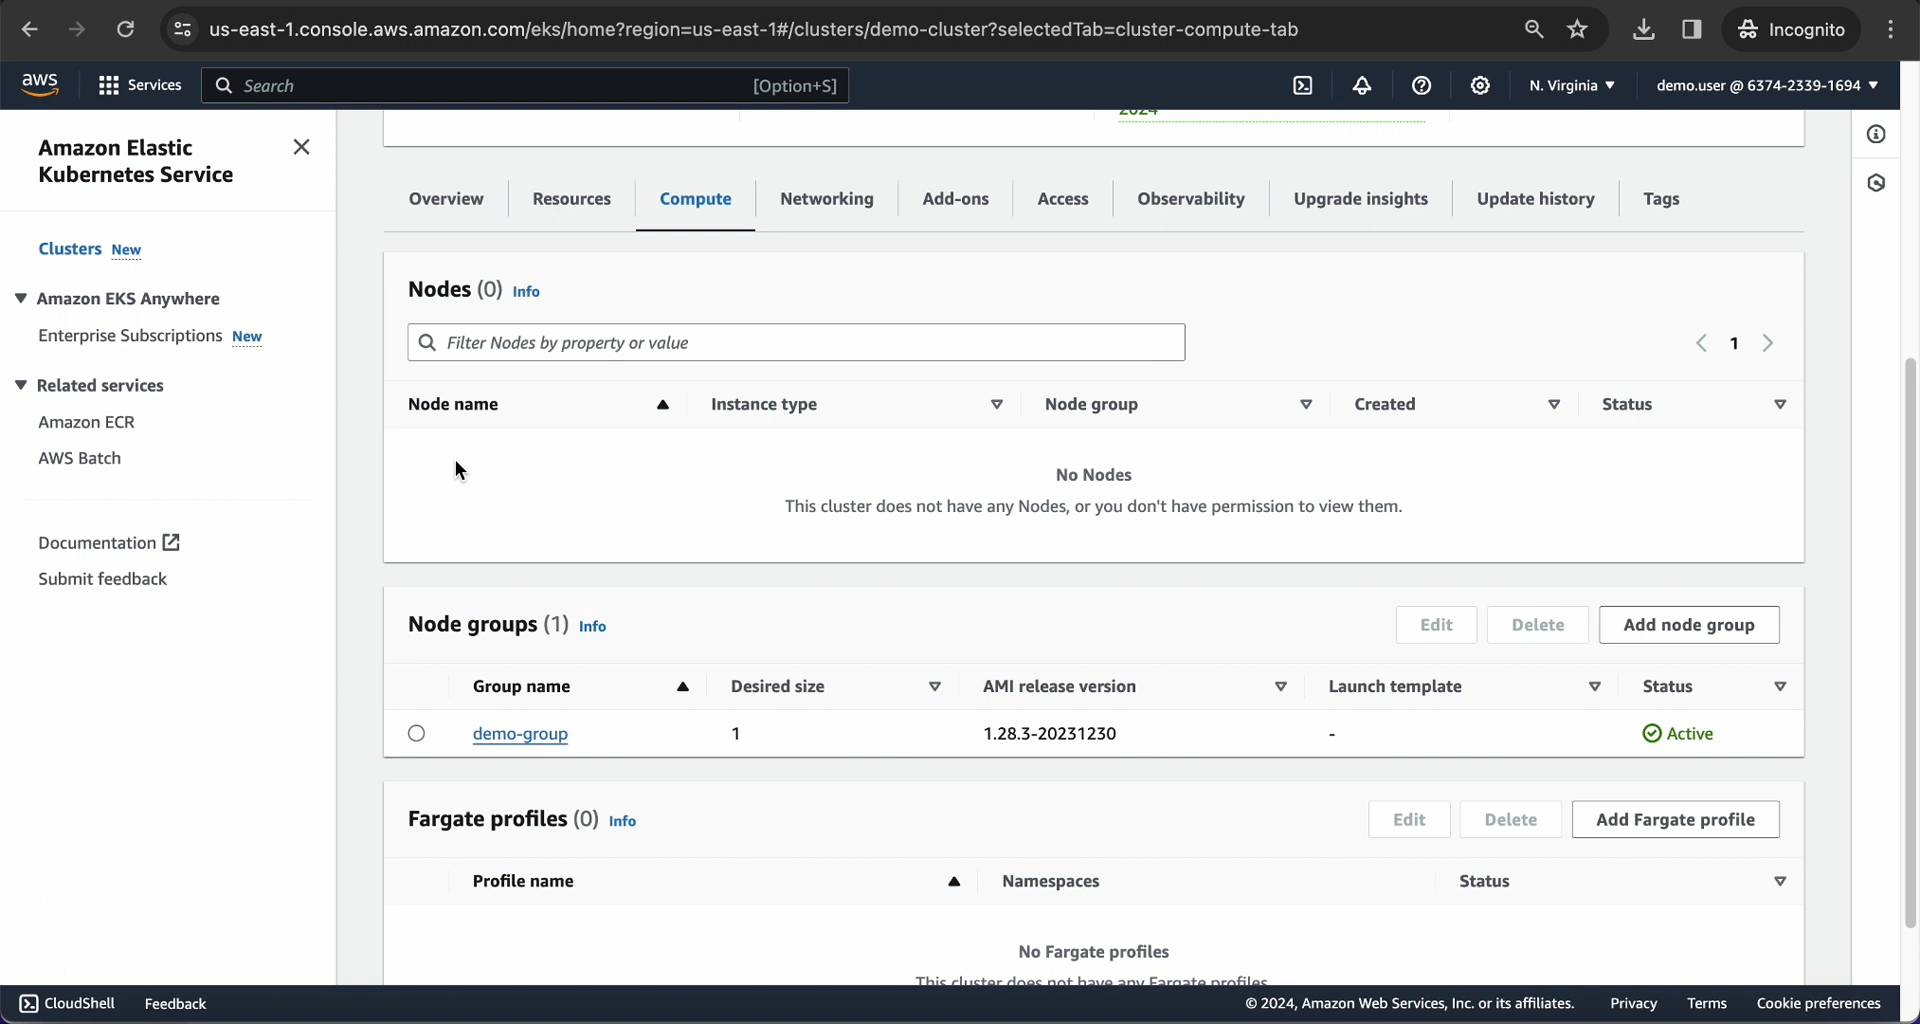 us-east-1.console.aws.amazon.com/eks/home?region=us-east-1#/clusters/demo-cluster?selectedTab=cluster-compute-tab
Incognito
aws
Services
Search
[Option+S]
N. Virginia
demo.user @ 6374-2339-1694
2024
Amazon Elastic
Kubernetes Service
Clusters New
Amazon EKS Anywhere
Enterprise Subscriptions New
Related services
Amazon ECR
AWS Batch
Documentation
Submit feedback
Overview
Resources
Compute
Networking
Add-ons
Access
Observability
Upgrade insights
Update history
Tags
Nodes (0) Info
Filter Nodes by property or value
1
Node name
Instance type
Node group
Created
Status
No Nodes
This cluster does not have any Nodes, or you don't have permission to view them.
Node groups (1) Info
Edit
Delete
Add node group
Group name
Desired size
AMI release version
Launch template
Status
demo-group
1
1.28.3-20231230
-
Active
Fargate profiles (0) Info
Edit
Delete
Add Fargate profile
Profile name
Namespaces
Status
No Fargate profiles
This cluster does not have any Fargate profiles
CloudShell
Feedback
© 2024, Amazon Web Services, Inc. or its affiliates.
Privacy
Terms
Cookie preferences